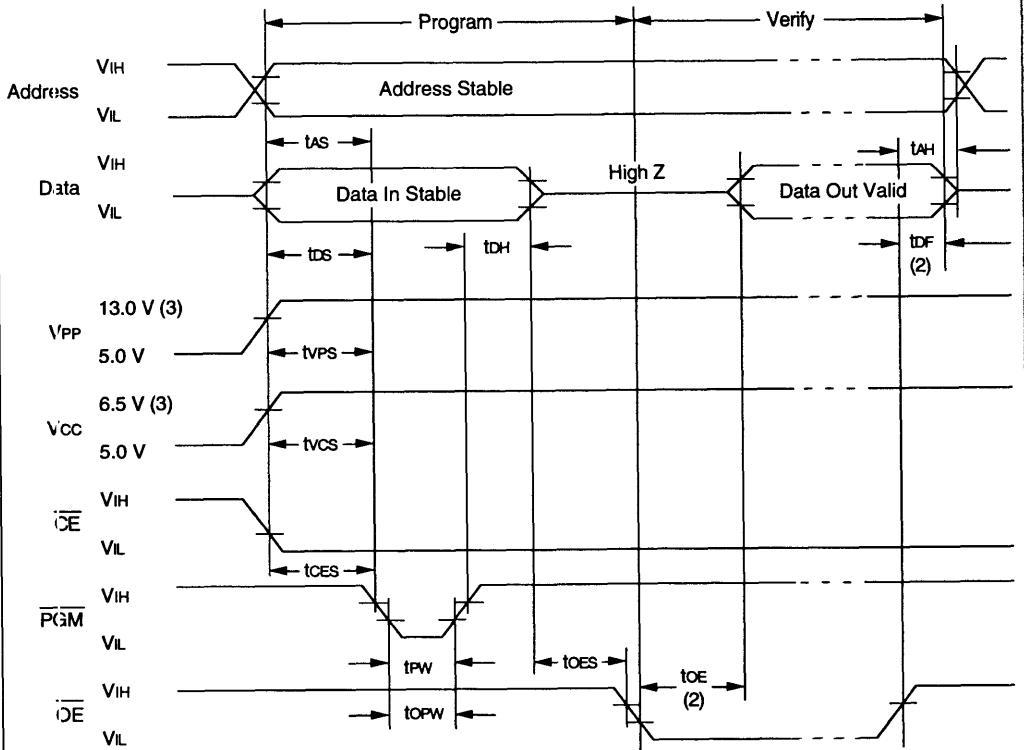 Program Verify
VIH
Address Address Stable
VIL
tAS
VIH tAH
Data Data In Stable High Z Data Out Valid
VIL
tDS tDH tDF
(2)
13.0 V (3)
VPP
5.0 V tVPS
6.5 V (3)
VCC
5.0 V tVCS
VIH
CE
VIL
tCES
VIH
PGM
VIL
tPW tOES tOE
VIH (2)
OE tOPW
VIL